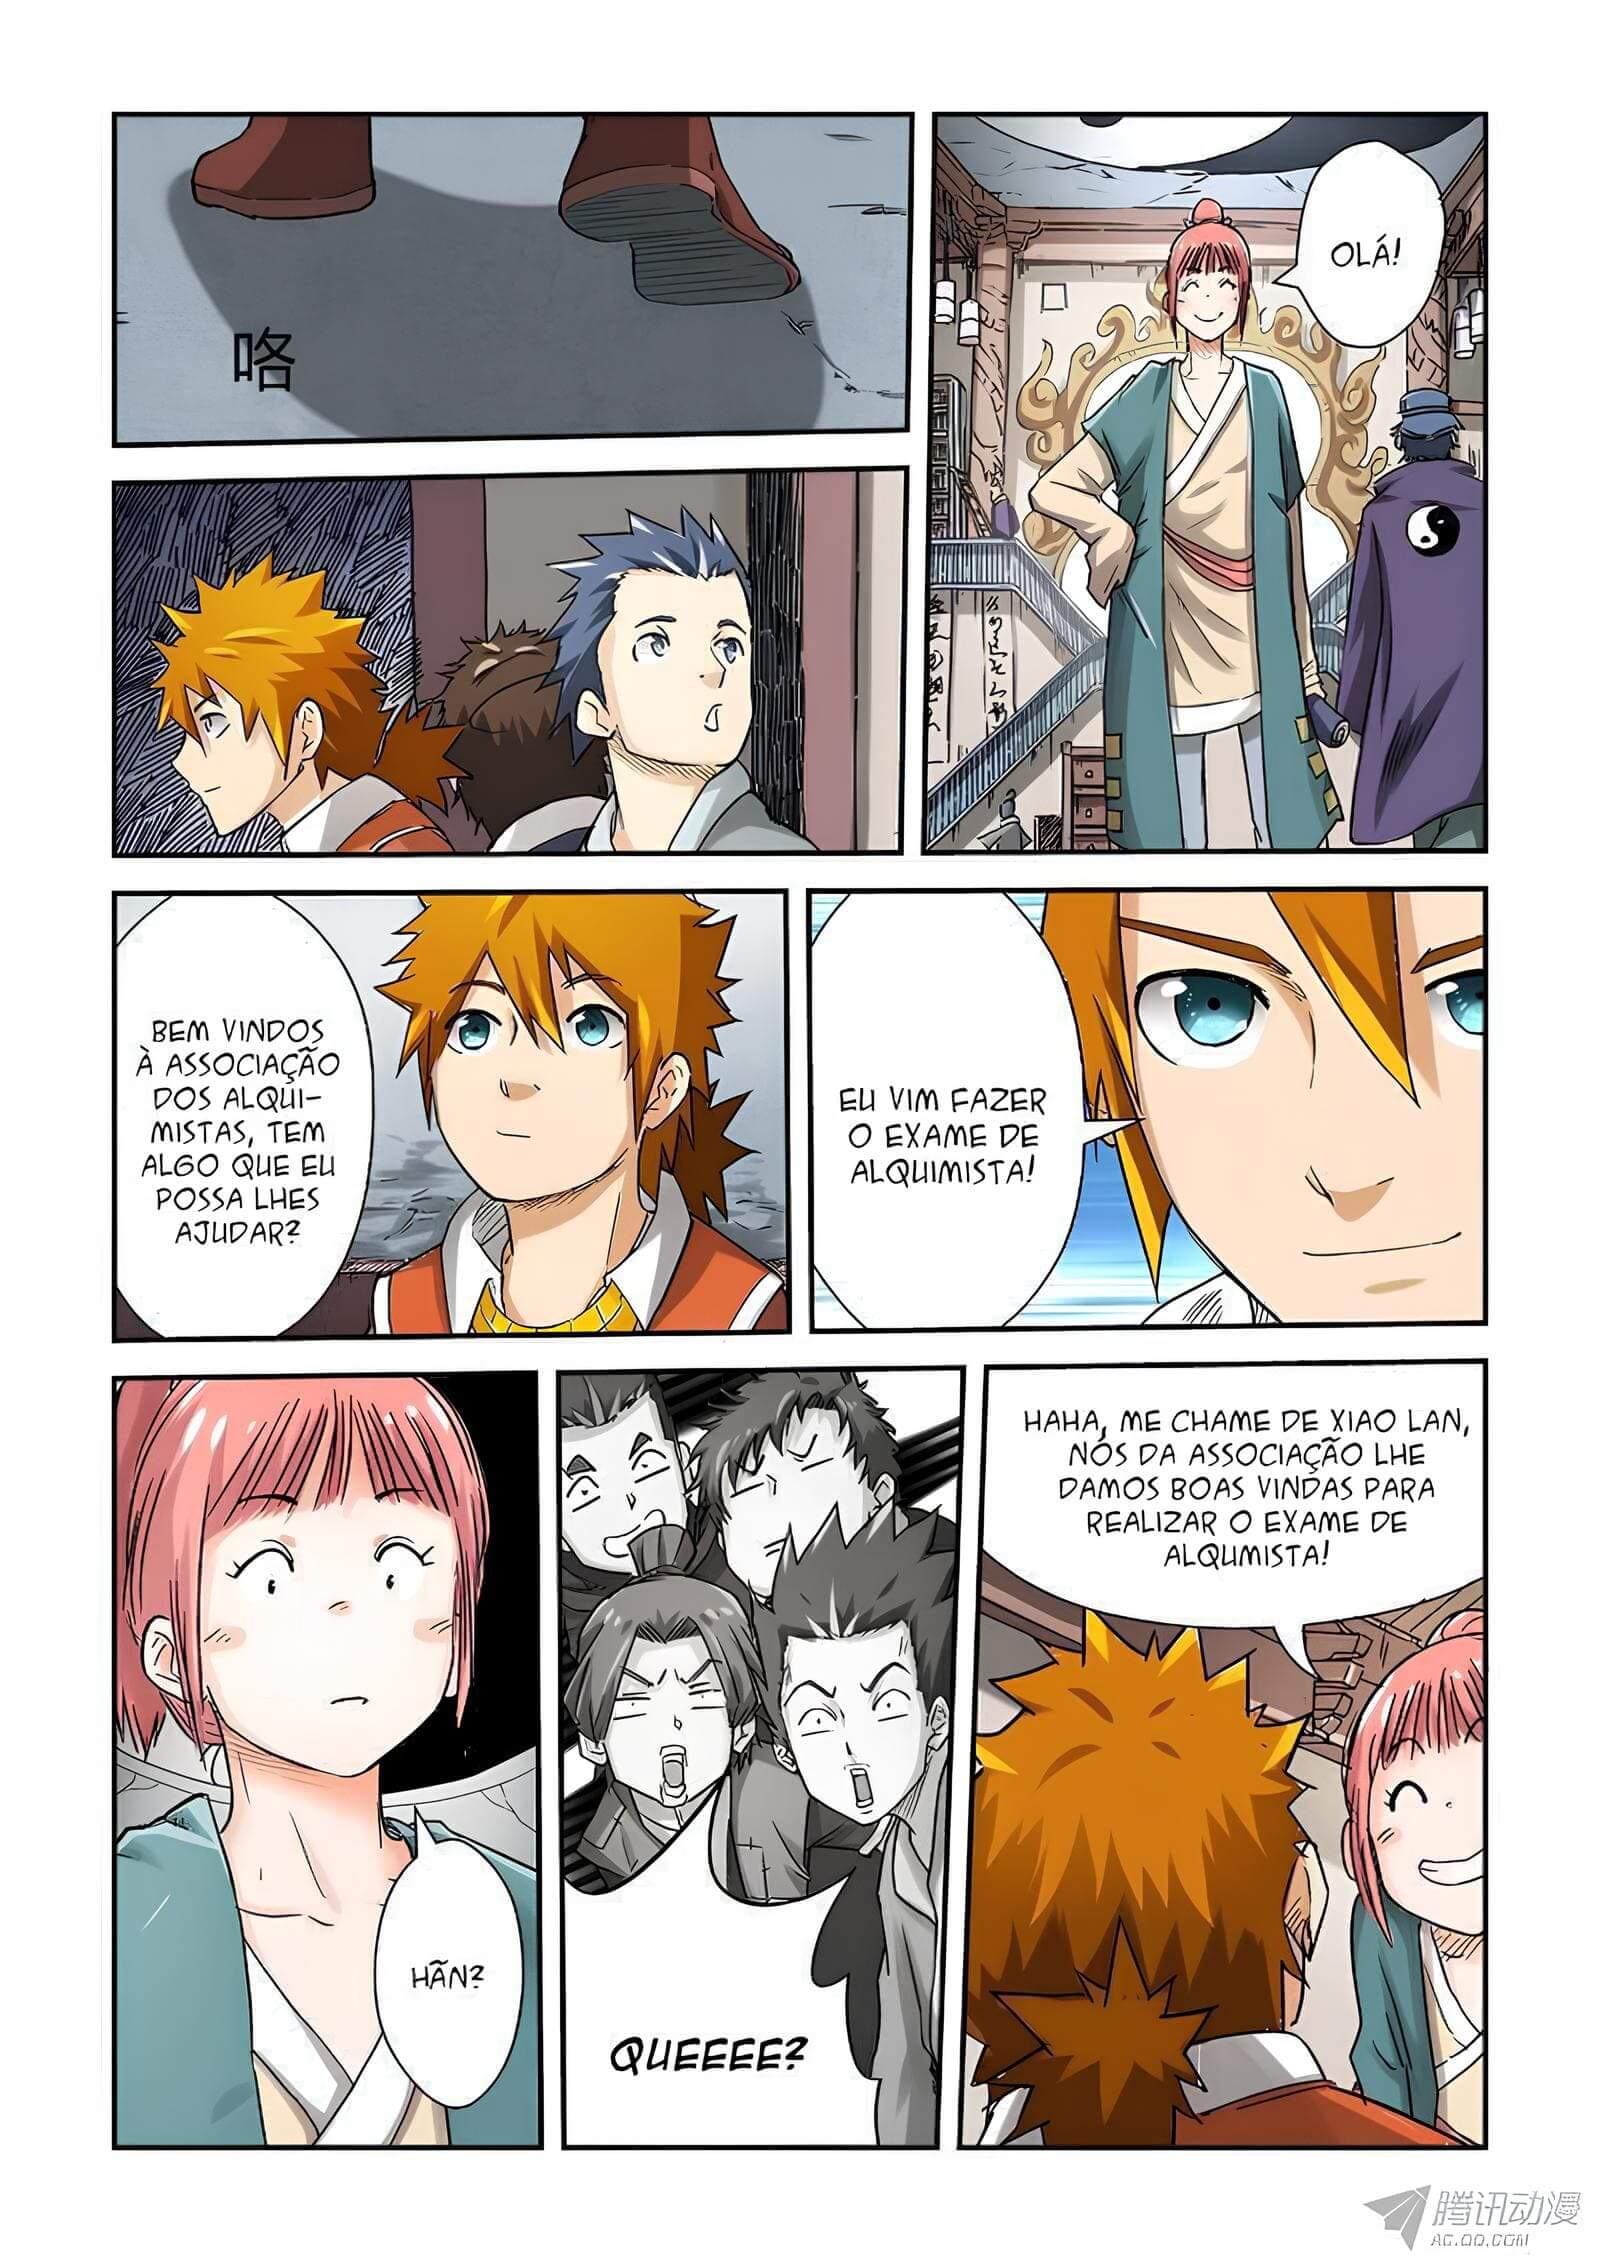 咯
OLÁ!
BEM VINDOS
À ASSOCIAÇÃO
DOS ALQUI-
MISTAS, TEM
ALGO QUE EU
POSSA LHES
AJUDAR?
EU VIM FAZER
O EXAME DE
ALQUIMISTA!
HÃN?
QUEEEE?
HAHA, ME CHAME DE XIAO LAN,
NÓS DA ASSOCIAÇÃO LHE
DAMOS BOAS VINDAS PARA
REALIZAR O EXAME DE
ALQUMISTA!
腾讯动漫
AC.QQ.COM